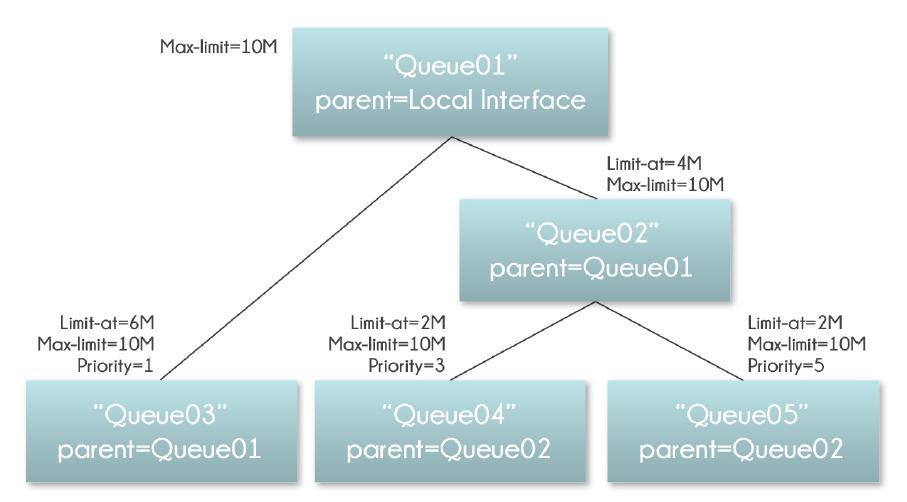 Max-limit=10M
“Queue01”
parent=Local Interface
Limit-at=4M
Max-limit=10M
“Queue02”
parent=Queue01
Limit-at=6M
Max-limit=10M
Priority=1
Limit-at=2M
Max-limit=10M
Priority=3
Limit-at=2M
Max-limit=10M
Priority=5
“Queue03”
parent=Queue01
“Queue04”
parent=Queue02
“Queue05”
parent=Queue02